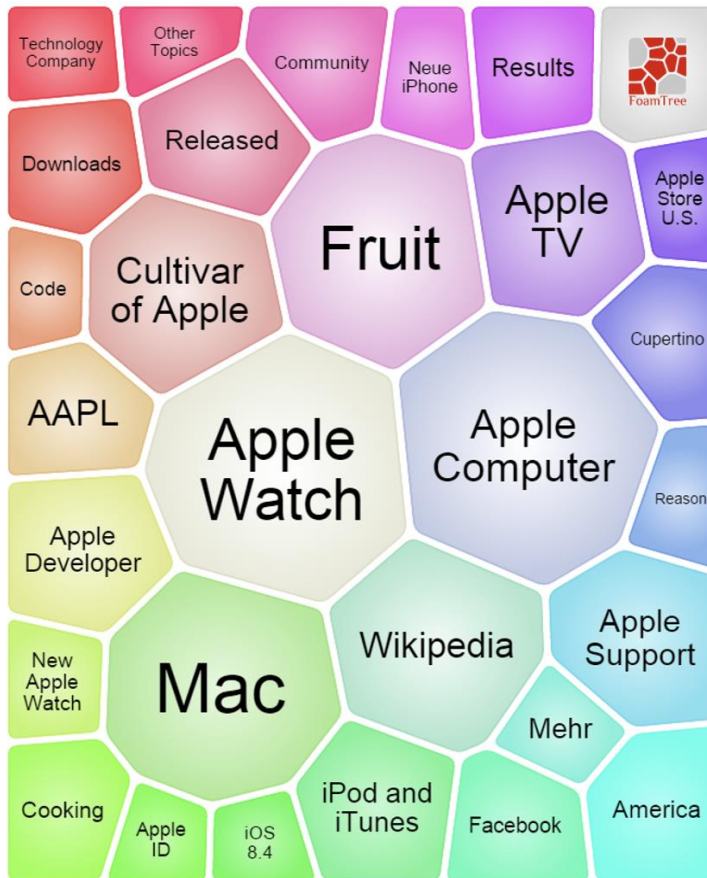 Technology
Company
Other
Topics
Community
Neue
iPhone
Results
FoamTree
Downloads
Released
Fruit
Apple
TV
Apple
Store
U.S.
Code
Cultivar
of Apple
Cupertino
AAPL
Apple
Watch
Apple
Computer
Reason
Apple
Developer
Wikipedia
Apple
Support
New
Apple
Watch
Mac
Mehr
Cooking
Apple
ID
iOS
8.4
iPod and
iTunes
Facebook
America